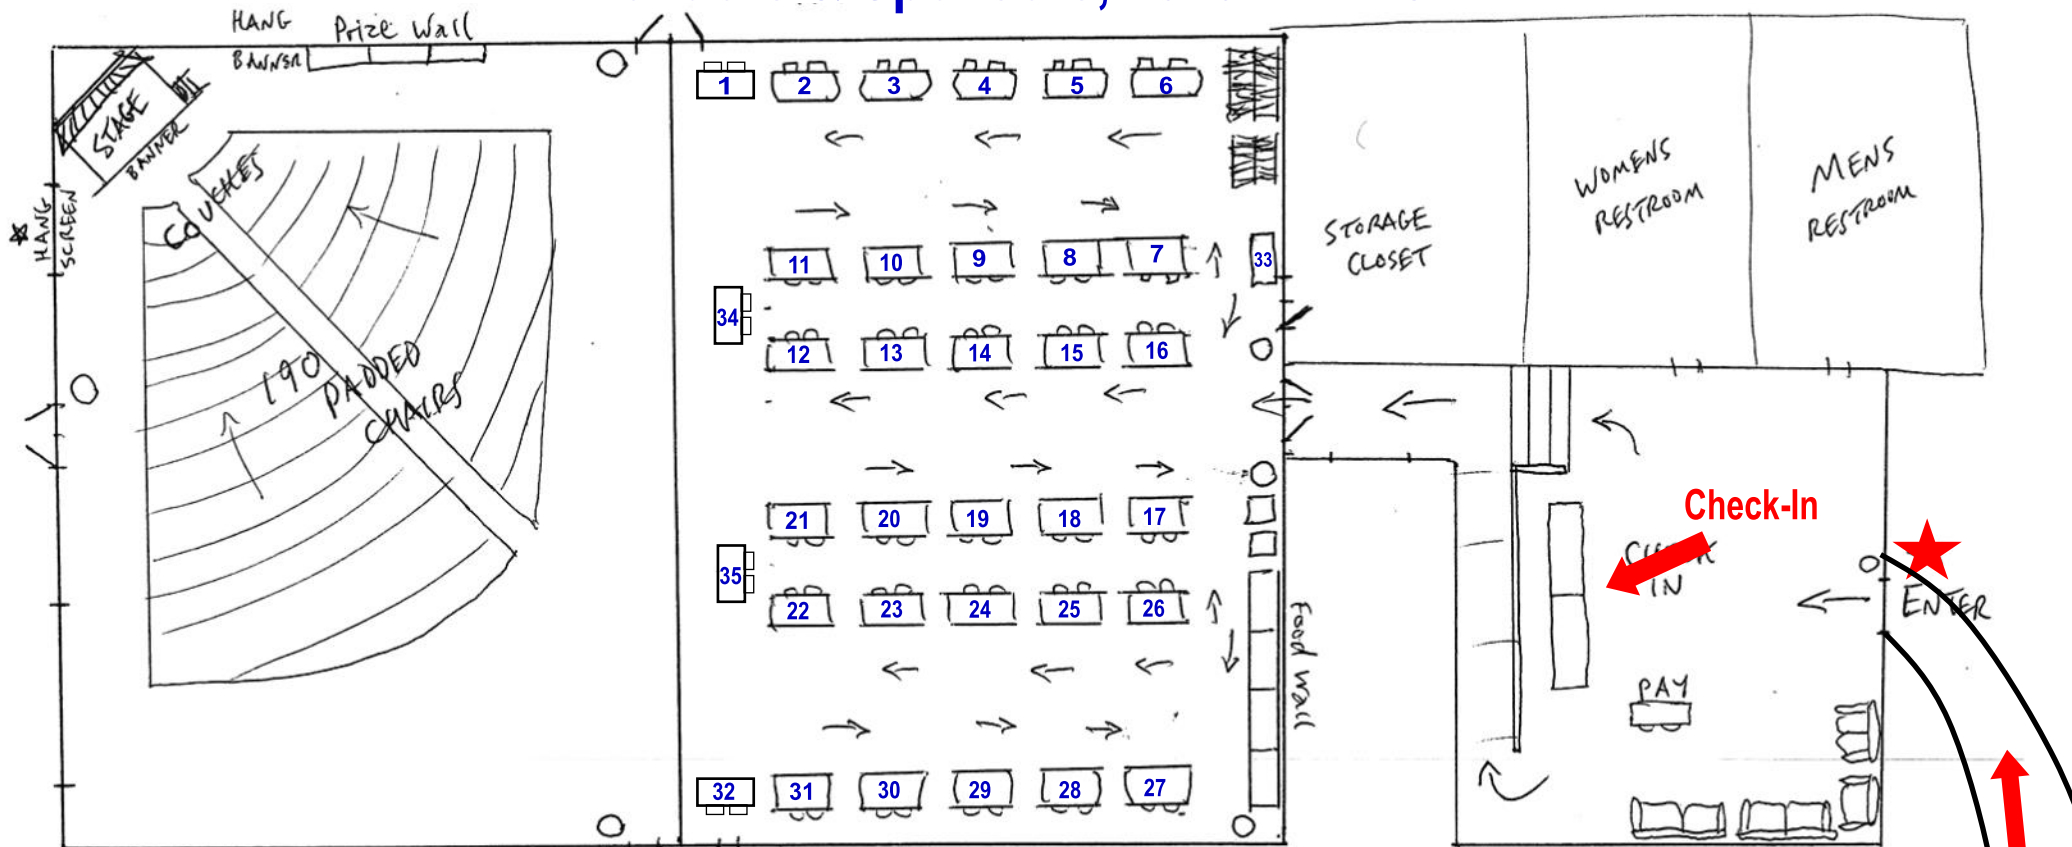 HANG
Prize Wall
BANNER
STAGE
BANNER
COUCHES
HANG
SCREEN
190
PADDED
CHAIRS
1 2 3 4 5 6
11 10 9 8 7 33
34
12 13 14 15 16
21 20 19 18 17
35
22 23 24 25 26
32 31 30 29 28 27
Food Wall
STORAGE
CLOSET
WOMENS
RESTROOM
MENS
RESTROOM
Check-In
CHECK
IN
ENTER
PAY